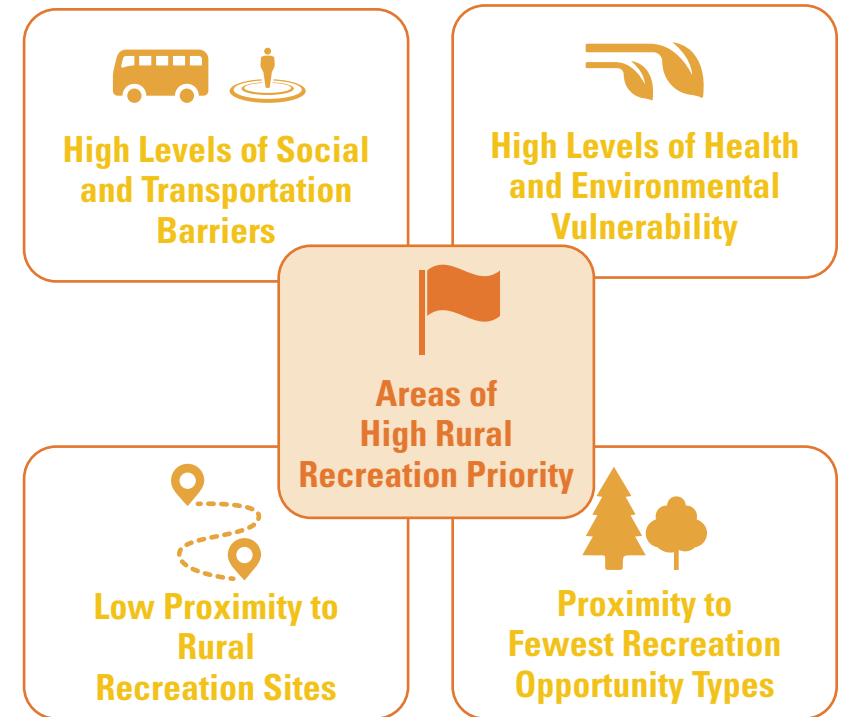 High Levels of Social
and Transportation
Barriers
High Levels of Health
and Environmental
Vulnerability
Areas of
High Rural
Recreation Priority
Low Proximity to
Rural
Recreation Sites
Proximity to
Fewest Recreation
Opportunity Types